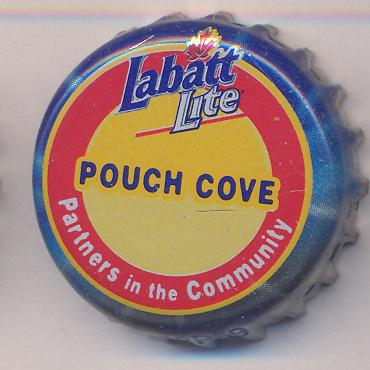 Labatt
Lite
POUCH COVE
Partners in the Community